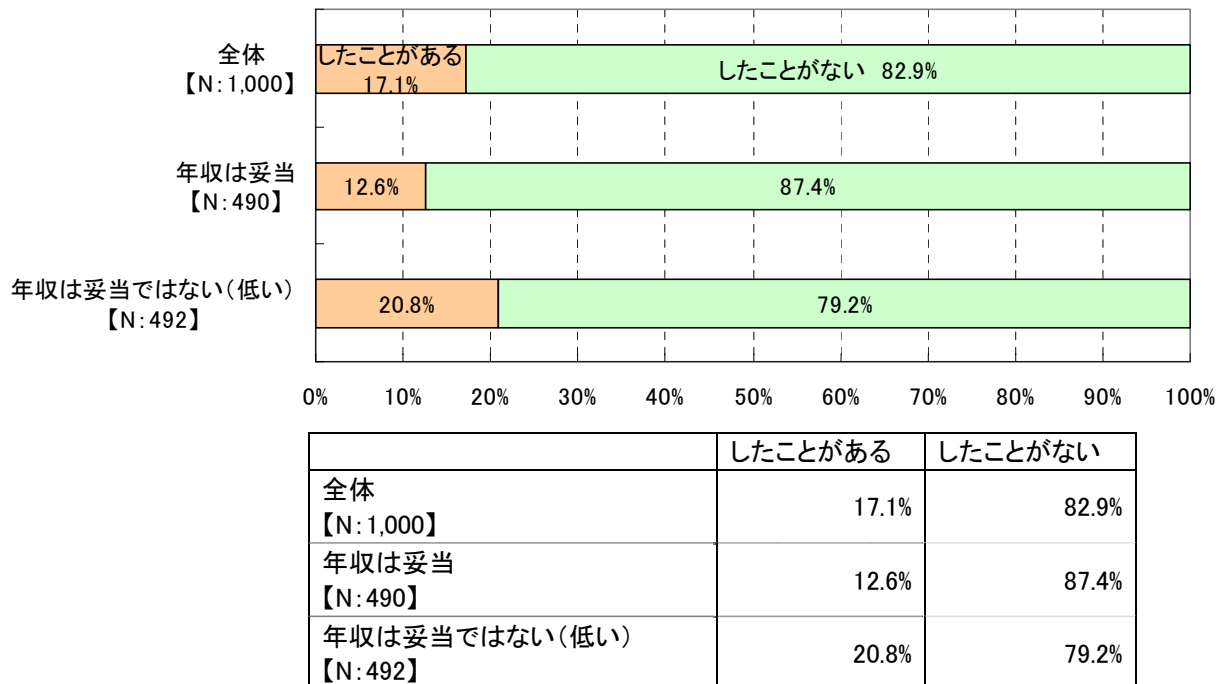 全体
【N:1,000】
したことがある
17.1%
したことがない 82.9%
年収は妥当
【N:490】
12.6%
87.4%
年収は妥当ではない(低い)
【N:492】
20.8%
79.2%
0% 10% 20% 30% 40% 50% 60% 70% 80% 90% 100%
したことがある したことがない
全体
【N:1,000】
17.1% 82.9%
年収は妥当
【N:490】
12.6% 87.4%
年収は妥当ではない(低い)
【N:492】
20.8% 79.2%